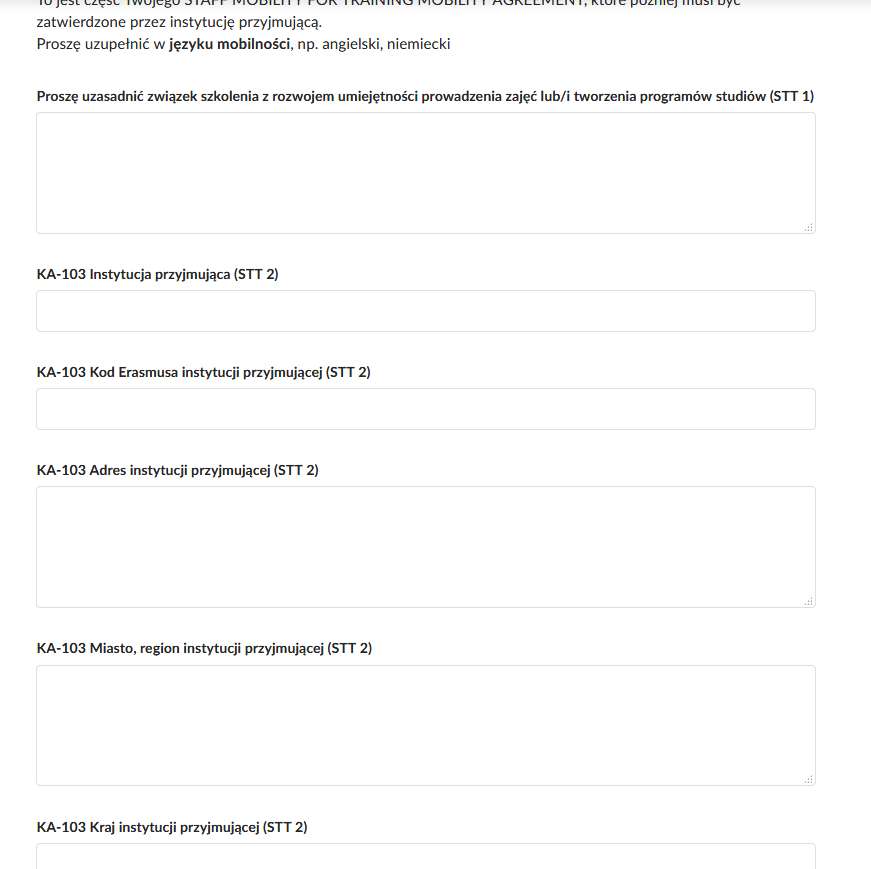 To jest część Twojego STAFF MOBILITY FOR TRAINING MOBILITY AGREEMENT, które później musi być
zatwierdzone przez instytucję przyjmującą.
Proszę uzupełnić w języku mobilności, np. angielski, niemiecki
Proszę uzasadnić związek szkolenia z rozwojem umiejętności prowadzenia zajęć lub/i tworzenia programów studiów (STT 1)
KA-103 Instytucja przyjmująca (STT 2)
KA-103 Kod Erasmusa instytucji przyjmującej (STT 2)
KA-103 Adres instytucji przyjmującej (STT 2)
KA-103 Miasto, region instytucji przyjmującej (STT 2)
KA-103 Kraj instytucji przyjmującej (STT 2)